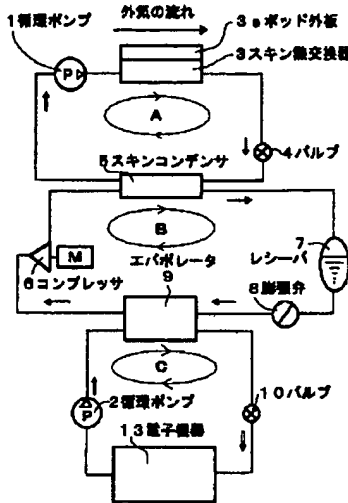 外気の流れ
1循環ポンプ
3aポッド外板
3スキン熱交換器
P
A
4バルブ
5スキンコンデンサ
B
7
レシーバ
M
6コンプレッサ
エバポレータ
9
8膨張弁
C
P
2循環ポンプ
10バルブ
13電子機器